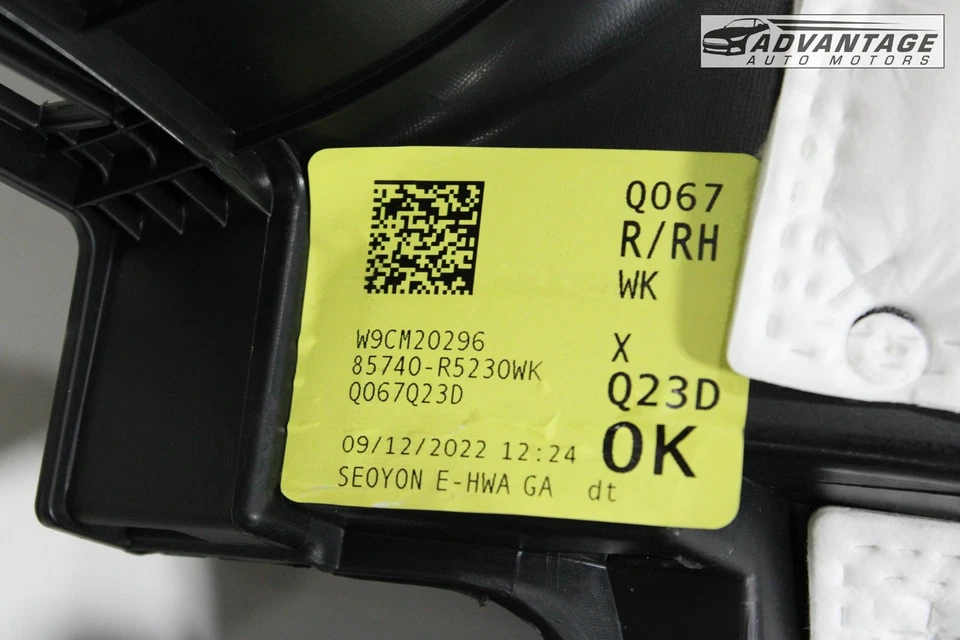 ADVANTAGE
AUTO MOTORS
Q067
R/RH
WK
W9CM20296
85740-R5230WK
Q067Q23D
X
Q23D
09/12/2022 12:24
OK
SEOYON E-HWA GA dt